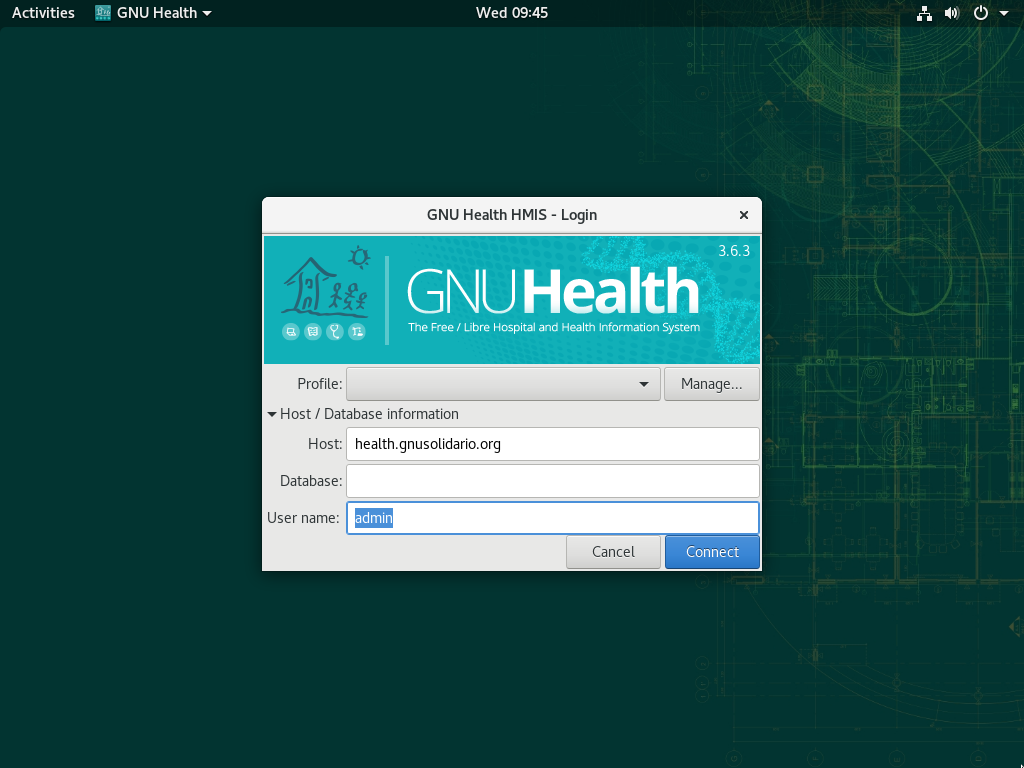 Activities GNU Health Wed 09:45
GNU Health HMIS - Login
3.6.3
GNUHealth
The Free / Libre Hospital and Health Information System
Profile: Manage...
Host / Database information
Host: health.gnusolidario.org
Database:
User name: admin
Cancel Connect